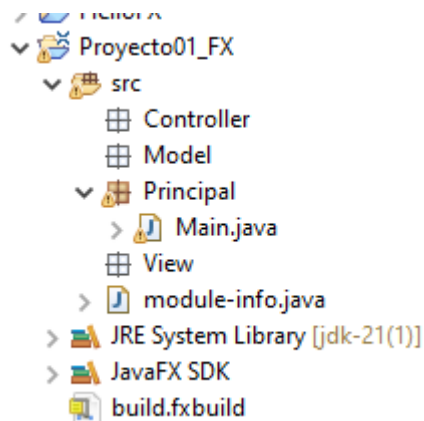 Proyecto01_FX
src
Controller
Model
Principal
Main.java
View
module-info.java
JRE System Library [jdk-21(1)]
JavaFX SDK
build.fxbuild